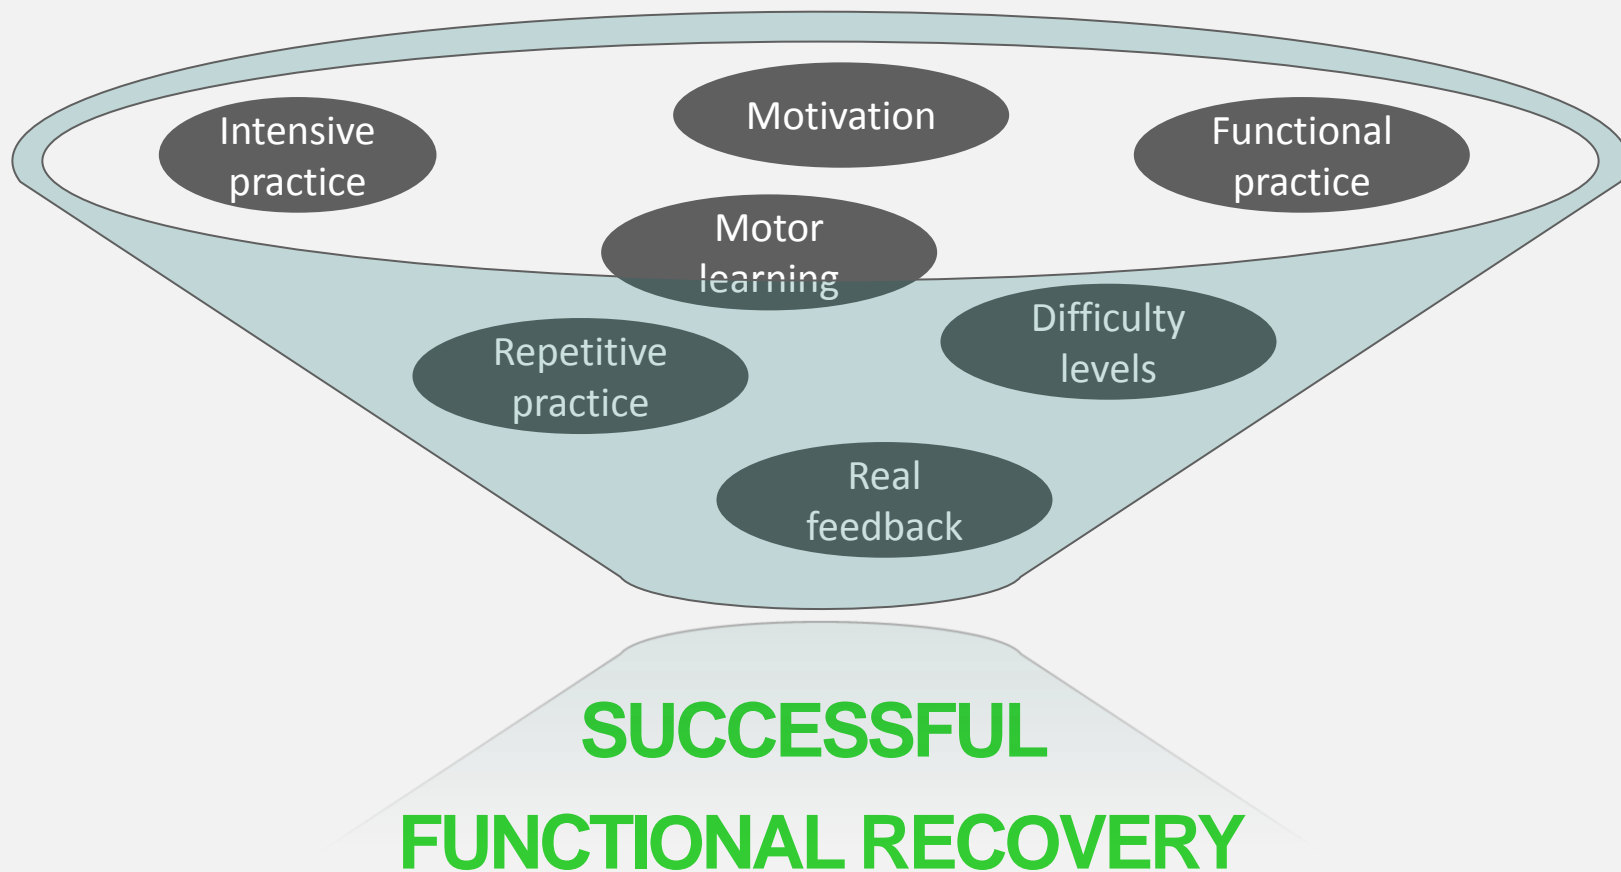 Motivation
Intensive
practice
Functional
practice
Motor
learning
Difficulty
levels
Repetitive
practice
Real
feedback
SUCCESSFUL
FUNCTIONAL RECOVERY